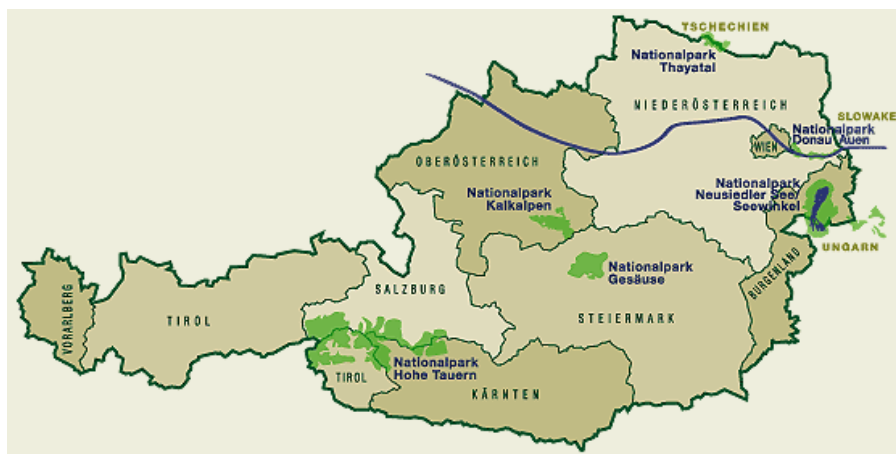 TSCHECHIEN
Nationalpark
Thayatal
NIEDERÖSTERREICH
SLOWAKE
Nationalpark
Donau Auen
WIEN
OBERÖSTERREICH
Nationalpark
Neusiedler See/
Seewinkel
Nationalpark
Kalkalpen
UNGARN
Nationalpark
Gesäuse
BURGENLAND
SALZBURG
VORARLBERG
TIROL
STEIERMARK
Nationalpark
Hohe Tauern
TIROL
KÄRNTEN